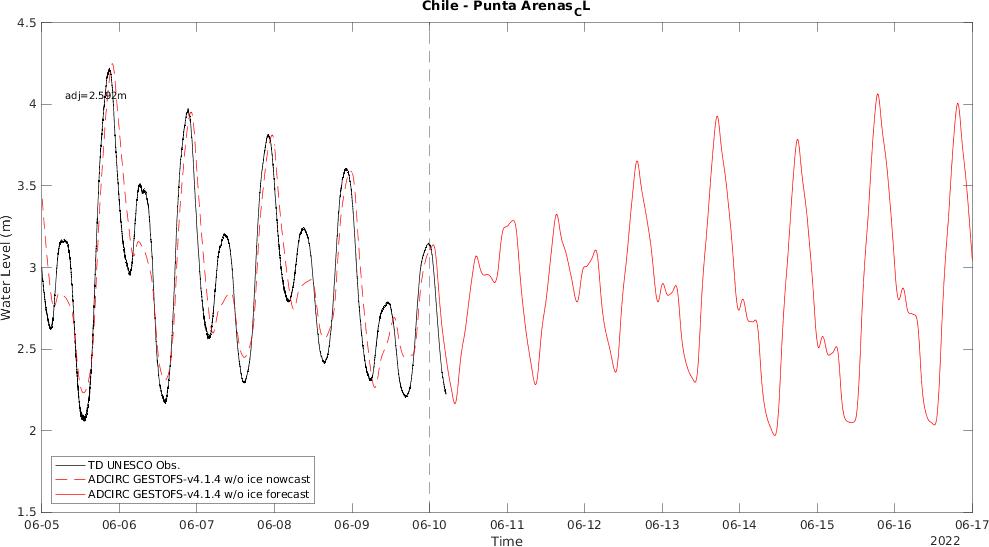 Chile - Punta Arenas_CL
4.5
4
3.5
3
2.5
2
1.5
Water Level (m)
adj=2.592m
TD UNESCO Obs.
ADCIRC GESTOFS-v4.1.4 w/o ice nowcast
ADCIRC GESTOFS-v4.1.4 w/o ice forecast
06-05 06-06 06-07 06-08 06-09 06-10 06-11 06-12 06-13 06-14 06-15 06-16 06-17
Time
2022